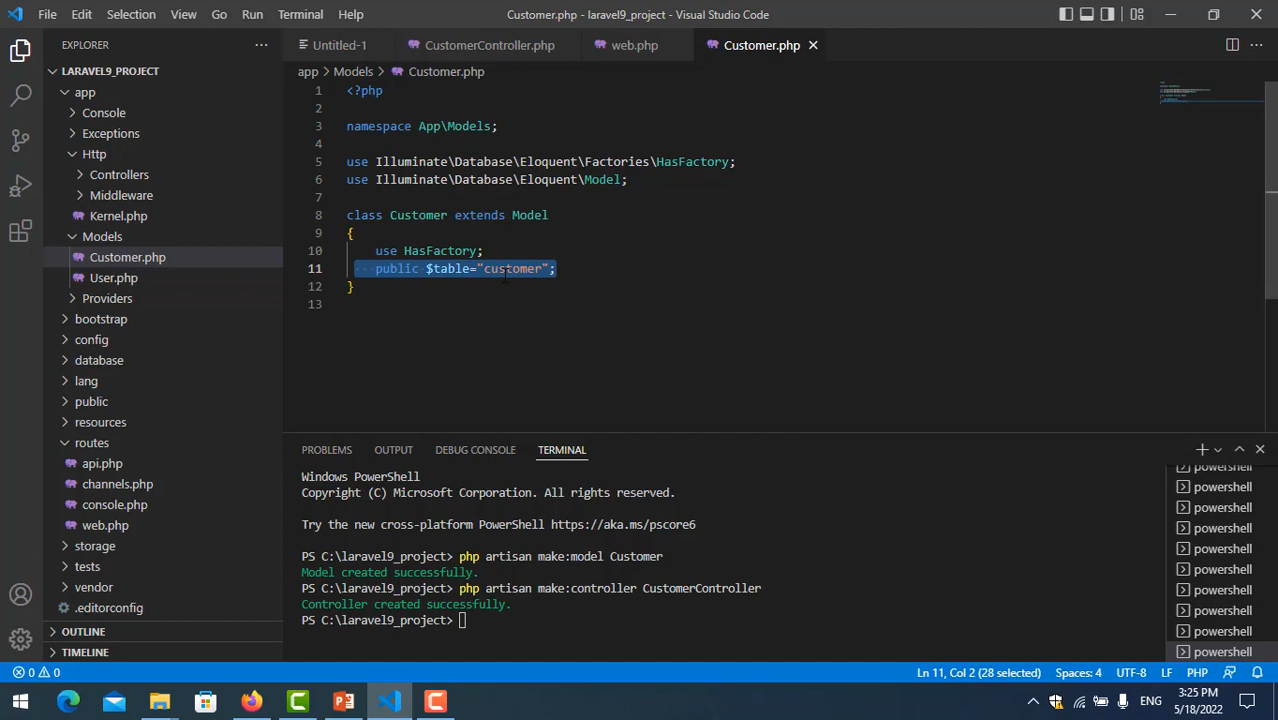 File Edit Selection View Go Run Terminal Help
Customer.php - laravel9_project - Visual Studio Code
EXPLORER
LARAVEL9_PROJECT
app
Console
Exceptions
Http
Controllers
Middleware
Kernel.php
Models
Customer.php
User.php
Providers
bootstrap
config
database
lang
public
resources
routes
api.php
channels.php
console.php
web.php
storage
tests
vendor
.editorconfig
OUTLINE
TIMELINE
Untitled-1 CustomerController.php web.php Customer.php
app > Models > Customer.php
1 <?php
2
3 namespace App\Models;
4
5 use Illuminate\Database\Eloquent\Factories\HasFactory;
6 use Illuminate\Database\Eloquent\Model;
7
8 class Customer extends Model
9 {
10 use HasFactory;
11 public $table="customer";
12 }
13
PROBLEMS OUTPUT DEBUG CONSOLE TERMINAL
Windows PowerShell
Copyright (C) Microsoft Corporation. All rights reserved.
Try the new cross-platform PowerShell https://aka.ms/pscore6
PS C:\laravel9_project> php artisan make:model Customer
Model created successfully.
PS C:\laravel9_project> php artisan make:controller CustomerController
Controller created successfully.
PS C:\laravel9_project>
powershell
powershell
powershell
powershell
powershell
powershell
powershell
powershell
powershell
powershell
0 0
Ln 11, Col 2 (28 selected) Spaces: 4 UTF-8 LF PHP
ENG
3:25 PM
5/18/2022